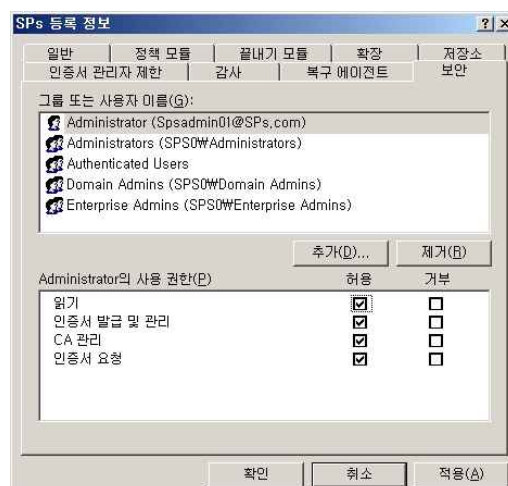 SPs 등록 정보
일반 정책 모듈 끝내기 모듈 확장 저장소
인증서 관리자 제한 감사 복구 에이전트 보안
그룹 또는 사용자 이름(G):
Administrator (Spsadmin01@SPs,com)
Administrators (SPS0₩Administrators)
Authenticated Users
Domain Admins (SPS0₩Domain Admins)
Enterprise Admins (SPS0₩Enterprise Admins)
추가(D)... 제거(R)
Administrator의 사용 권한(P) 허용 거부
읽기
인증서 발급 및 관리
CA 관리
인증서 요청
확인 취소 적용(A)